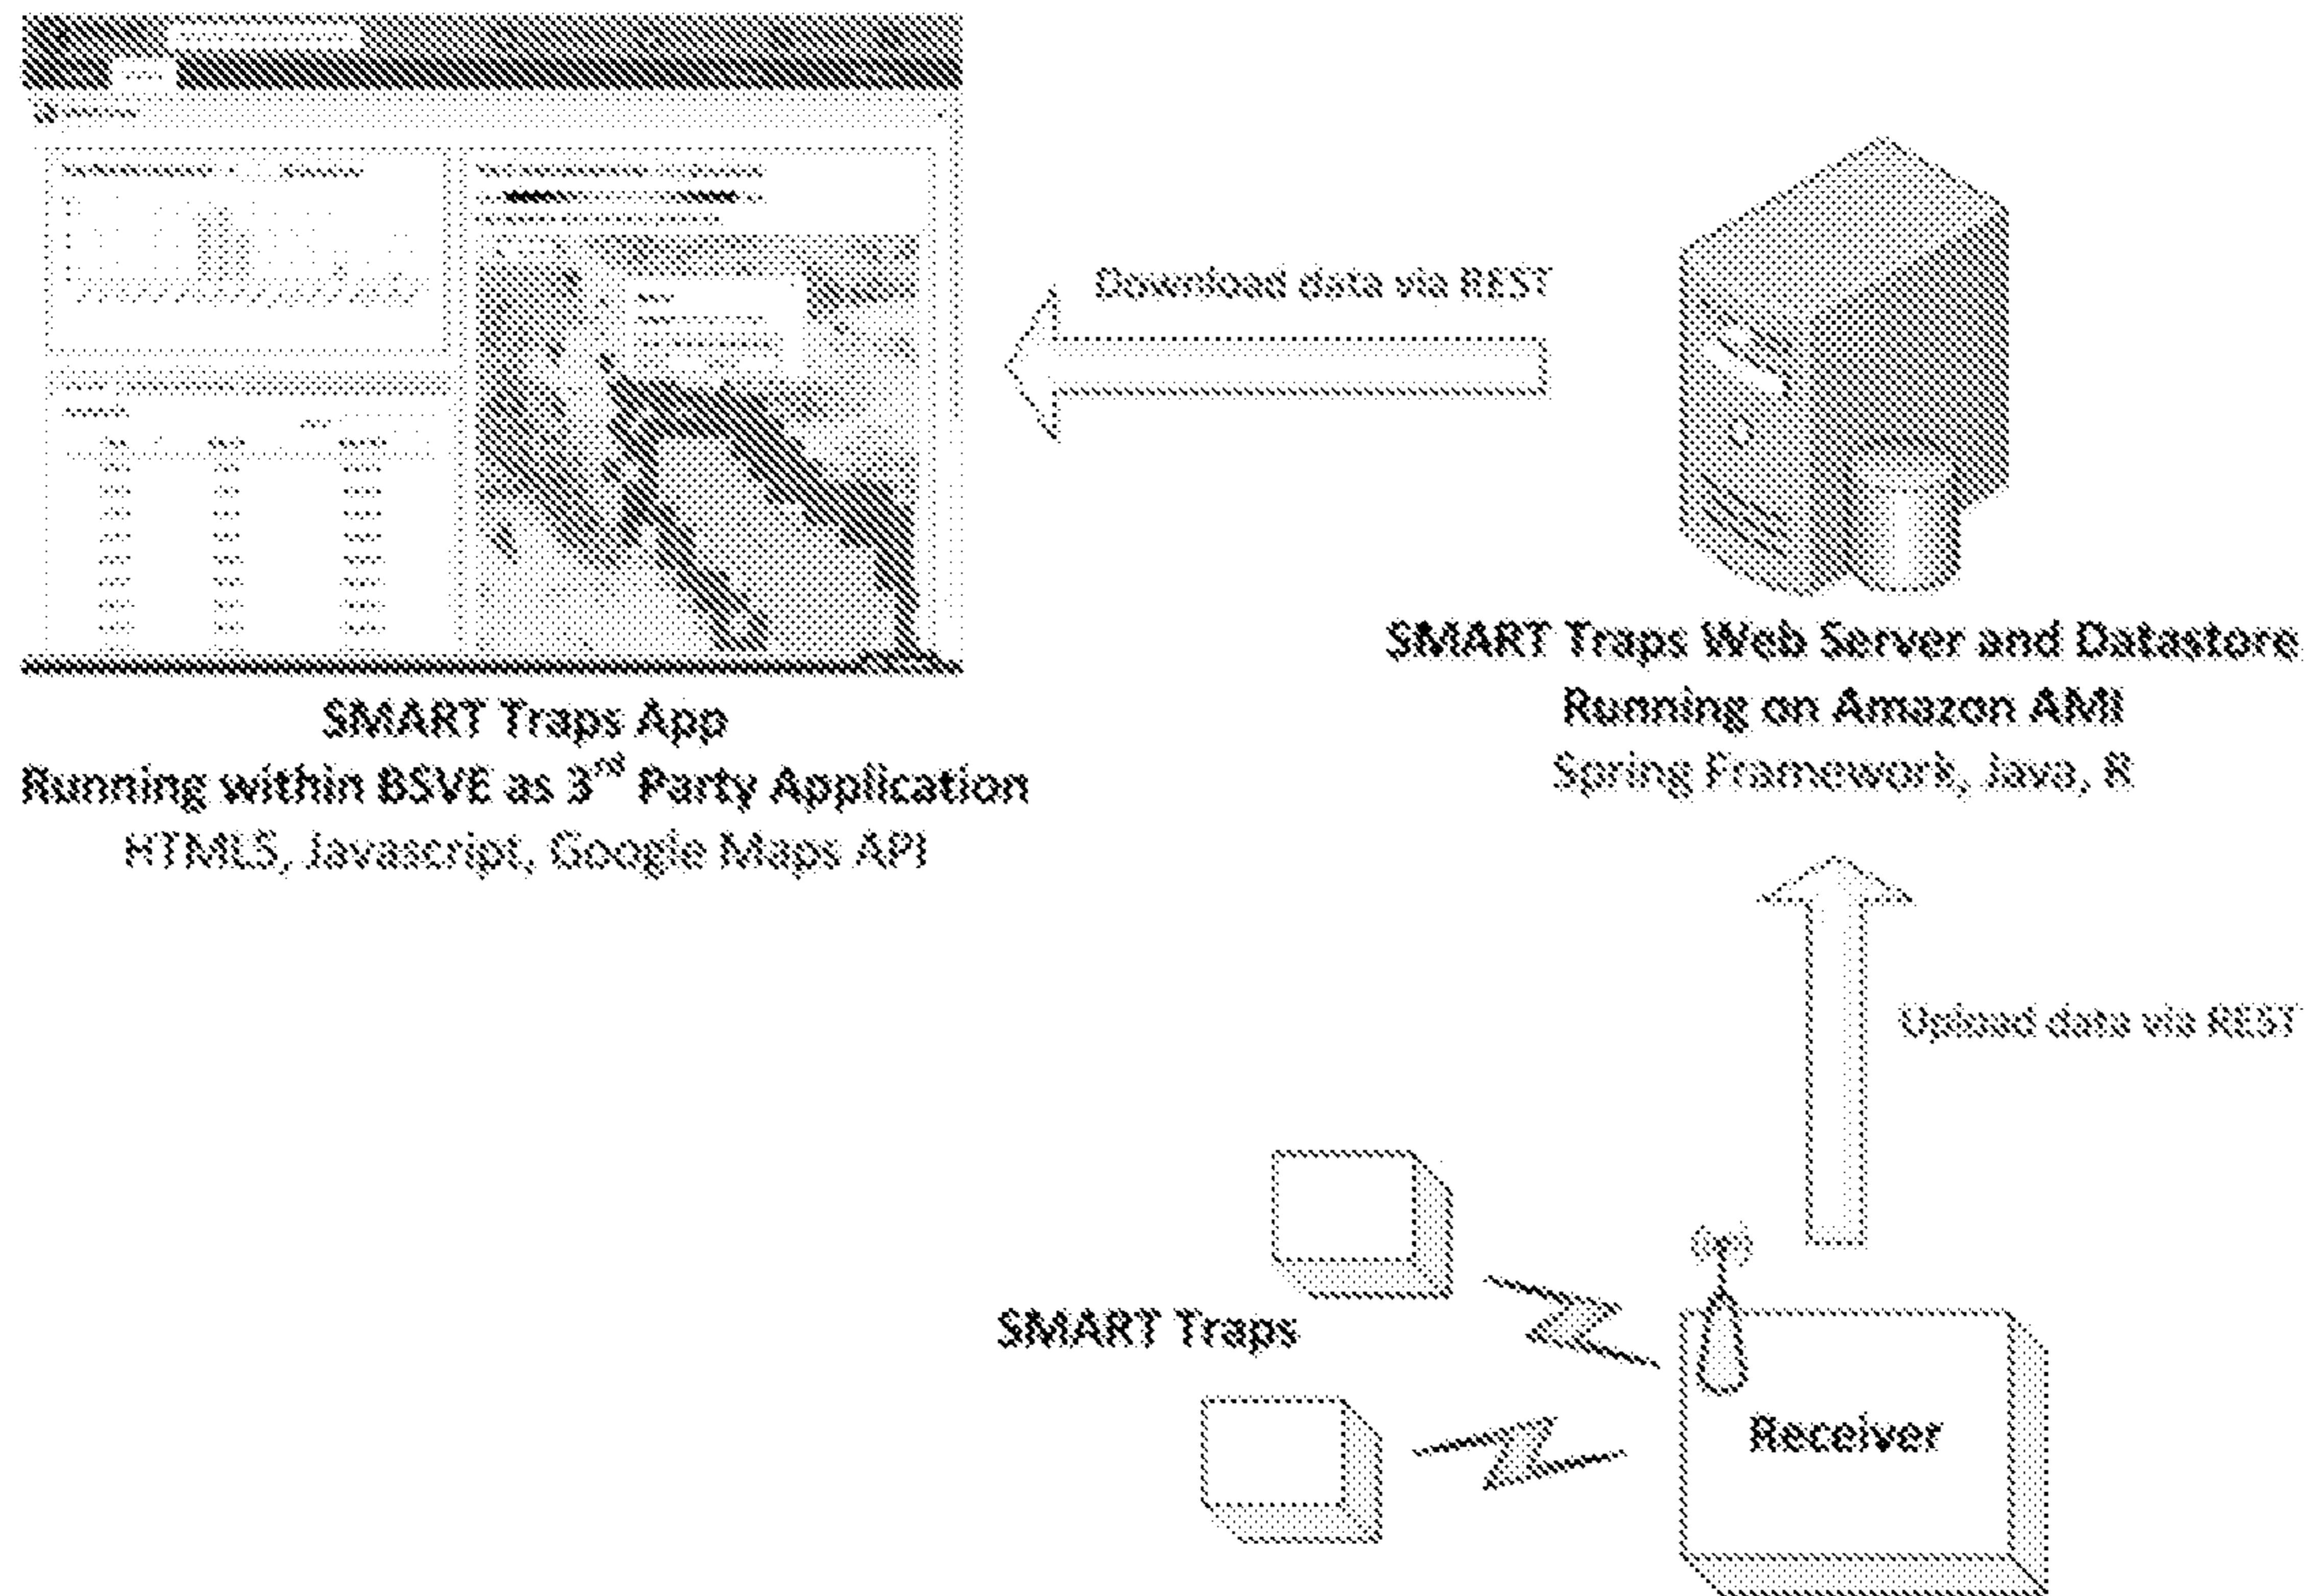 Download data via REST
SMART Traps Web Server and Datastore
Running on Amazon AMI
Spring Framework, Java, R
SMART Traps App
Running within BSVE as 3rd Party Application
HTML5, Javascript, Google Maps API
Upload data via REST
SMART Traps
Receiver